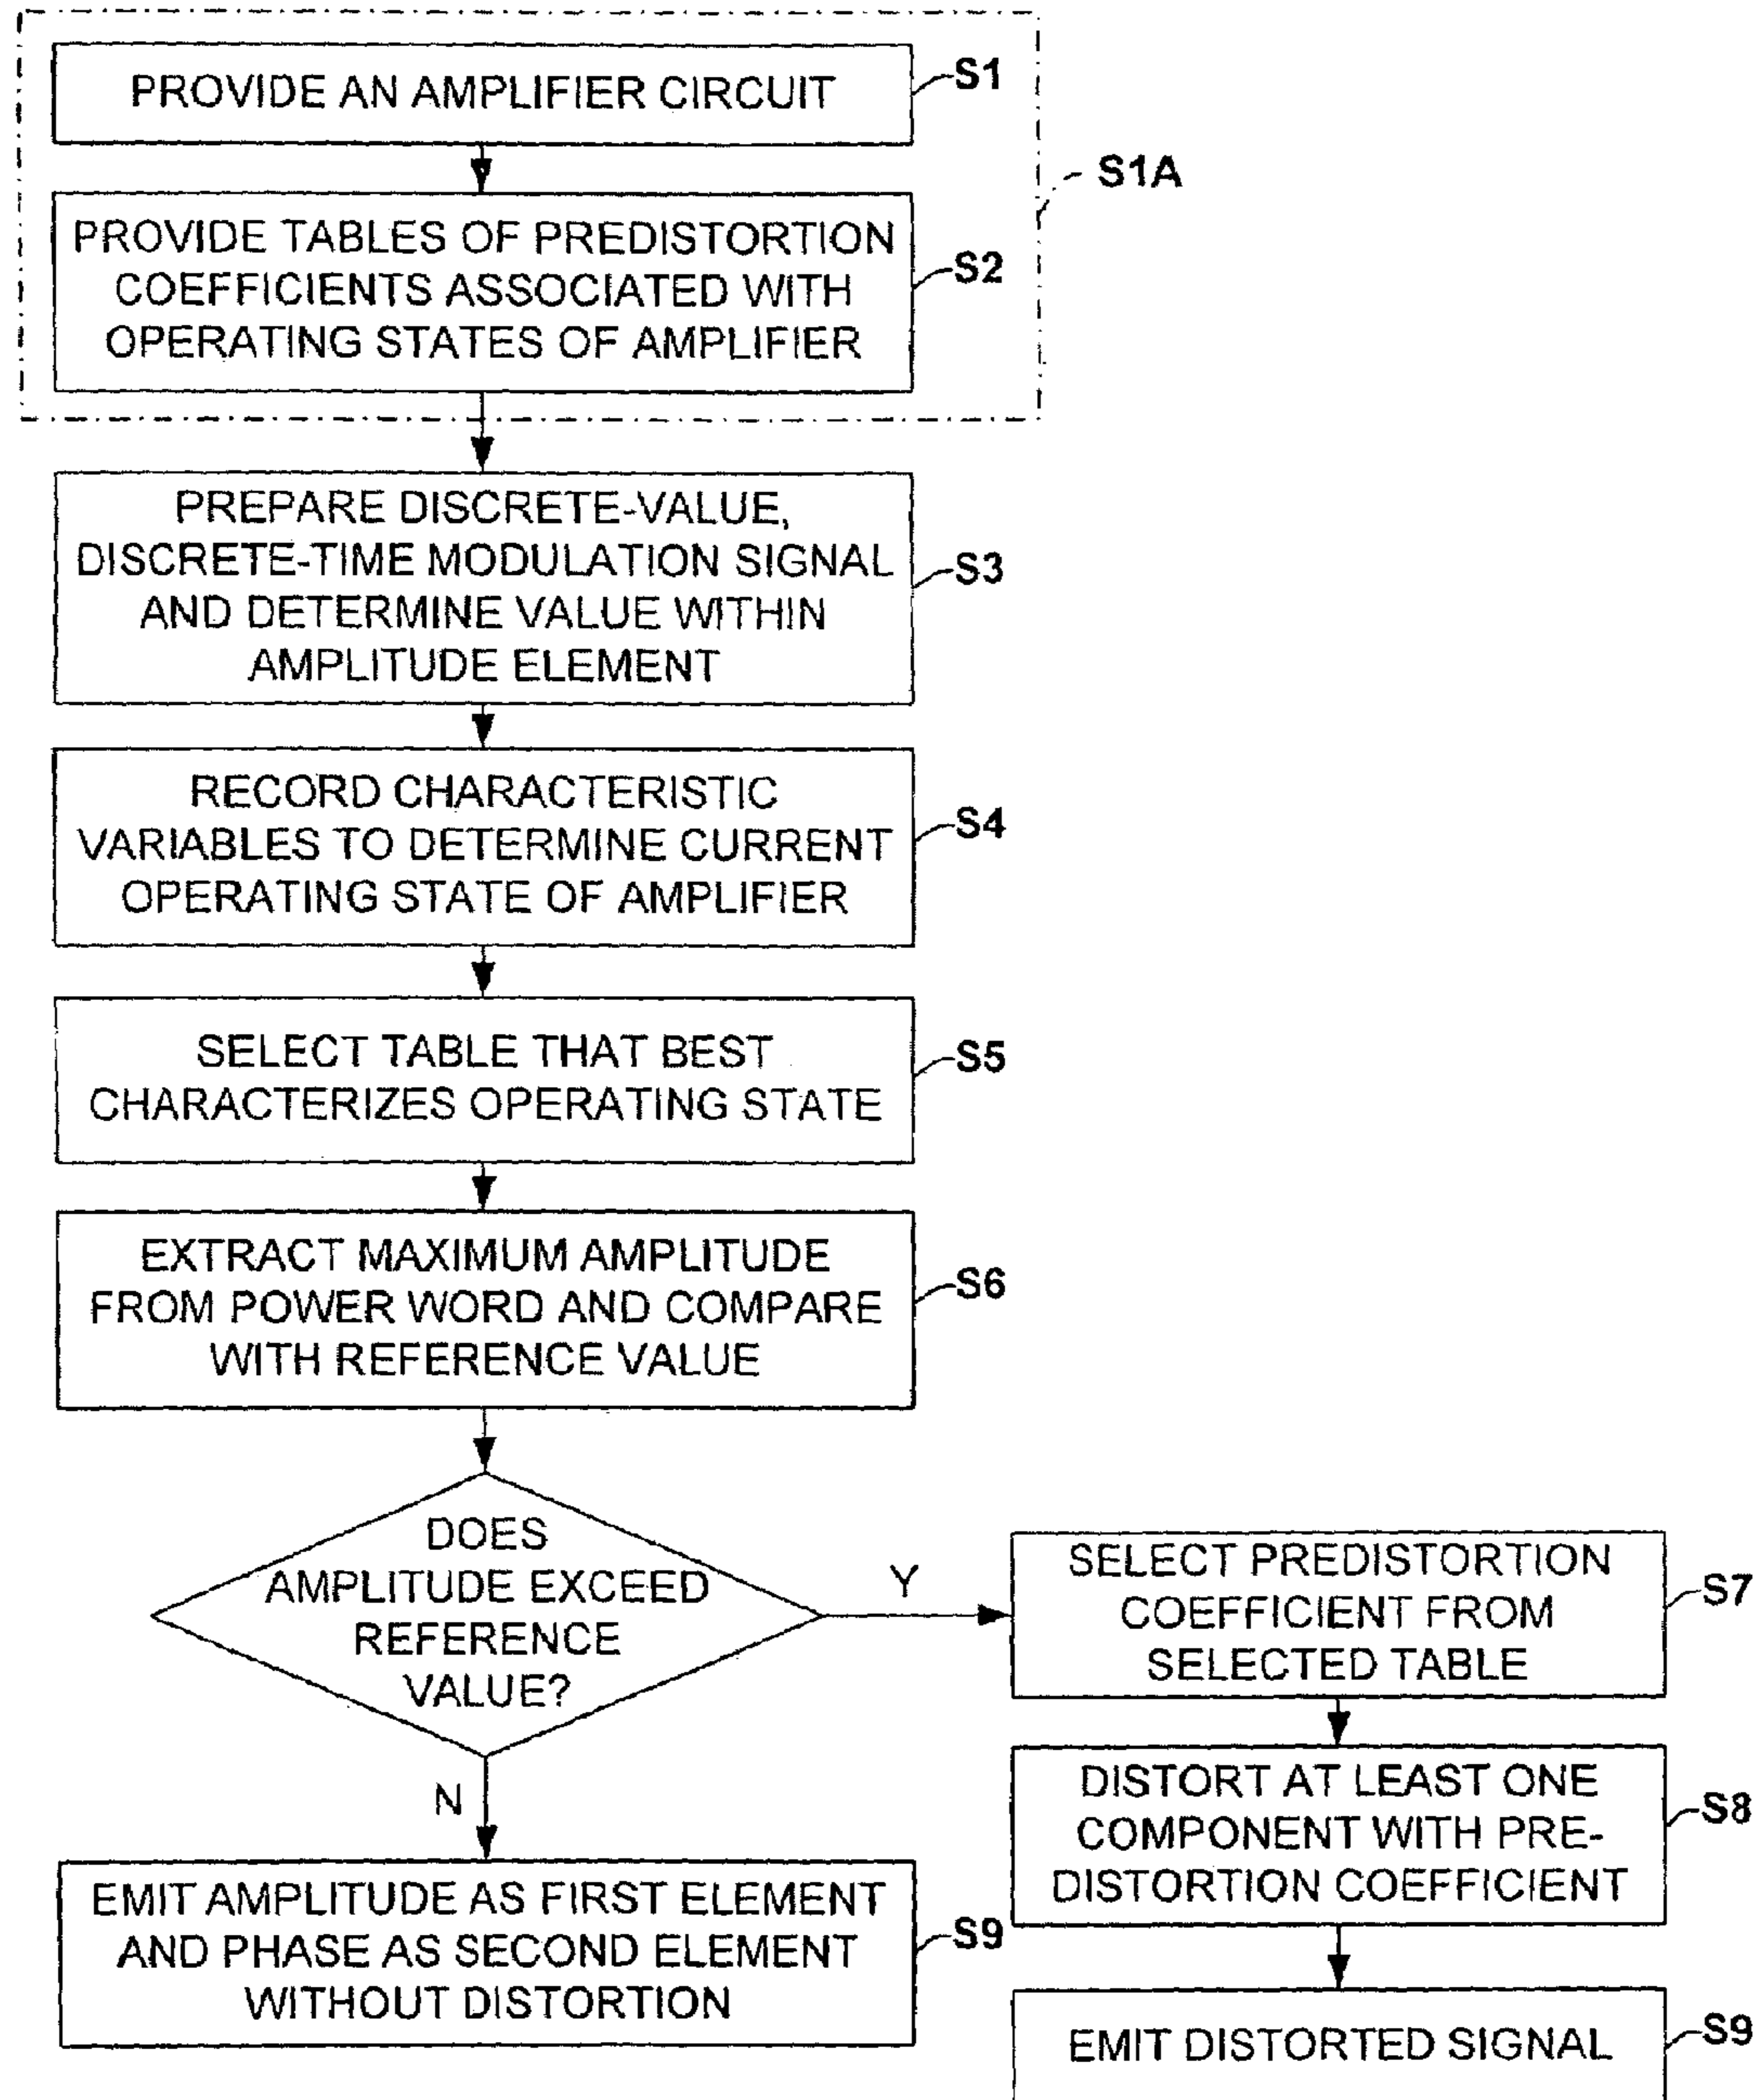 PROVIDE AN AMPLIFIER CIRCUIT
S1
S1A
PROVIDE TABLES OF PREDISTORTION
COEFFICIENTS ASSOCIATED WITH
OPERATING STATES OF AMPLIFIER
S2
PREPARE DISCRETE-VALUE,
DISCRETE-TIME MODULATION SIGNAL
AND DETERMINE VALUE WITHIN
AMPLITUDE ELEMENT
S3
RECORD CHARACTERISTIC
VARIABLES TO DETERMINE CURRENT
OPERATING STATE OF AMPLIFIER
S4
SELECT TABLE THAT BEST
CHARACTERIZES OPERATING STATE
S5
EXTRACT MAXIMUM AMPLITUDE
FROM POWER WORD AND COMPARE
WITH REFERENCE VALUE
S6
DOES
AMPLITUDE EXCEED
REFERENCE
VALUE?
Y
N
SELECT PREDISTORTION
COEFFICIENT FROM
SELECTED TABLE
S7
DISTORT AT LEAST ONE
COMPONENT WITH PRE-
DISTORTION COEFFICIENT
S8
EMIT AMPLITUDE AS FIRST ELEMENT
AND PHASE AS SECOND ELEMENT
WITHOUT DISTORTION
S9
EMIT DISTORTED SIGNAL
S9